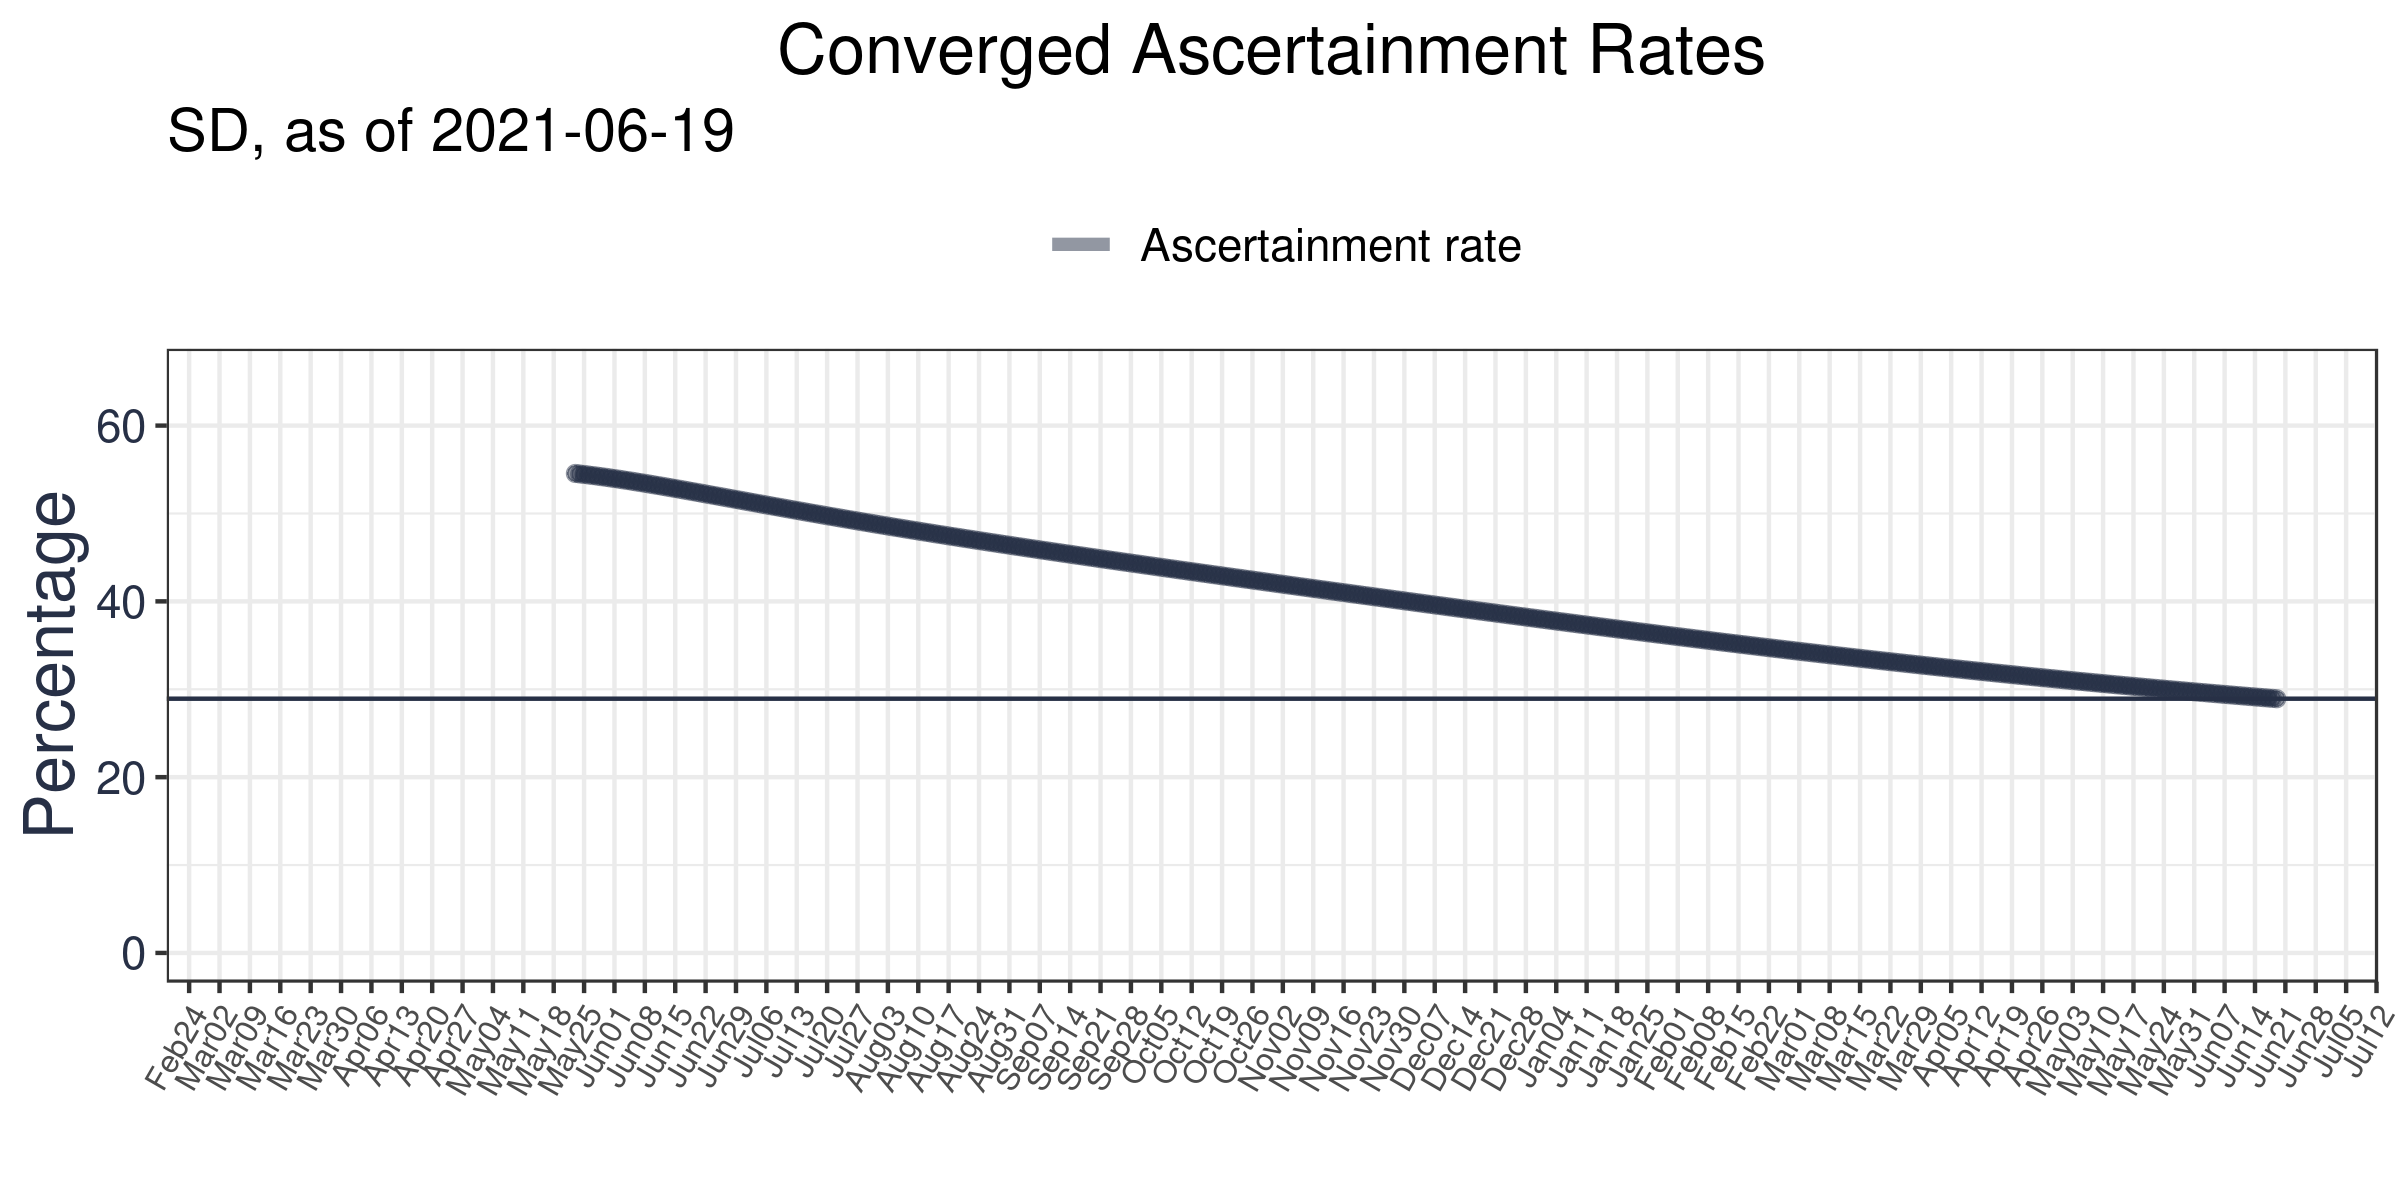 Converged Ascertainment Rates
SD, as of 2021-06-19
Ascertainment rate
Percentage
60
40
20
0
Feb24
Mar02
Mar09
Mar16
Mar23
Mar30
Apr06
Apr13
Apr20
Apr27
May04
May11
May18
May25
Jun01
Jun08
Jun15
Jun22
Jun29
Jul06
Jul13
Jul20
Jul27
Aug03
Aug10
Aug17
Aug24
Aug31
Sep07
Sep14
Sep21
Sep28
Oct05
Oct12
Oct19
Oct26
Nov02
Nov09
Nov16
Nov23
Nov30
Dec07
Dec14
Dec21
Dec28
Jan04
Jan11
Jan18
Jan25
Feb01
Feb08
Feb15
Feb22
Mar01
Mar08
Mar15
Mar22
Mar29
Apr05
Apr12
Apr19
Apr26
May03
May10
May17
May24
May31
Jun07
Jun14
Jun21
Jun28
Jul05
Jul12